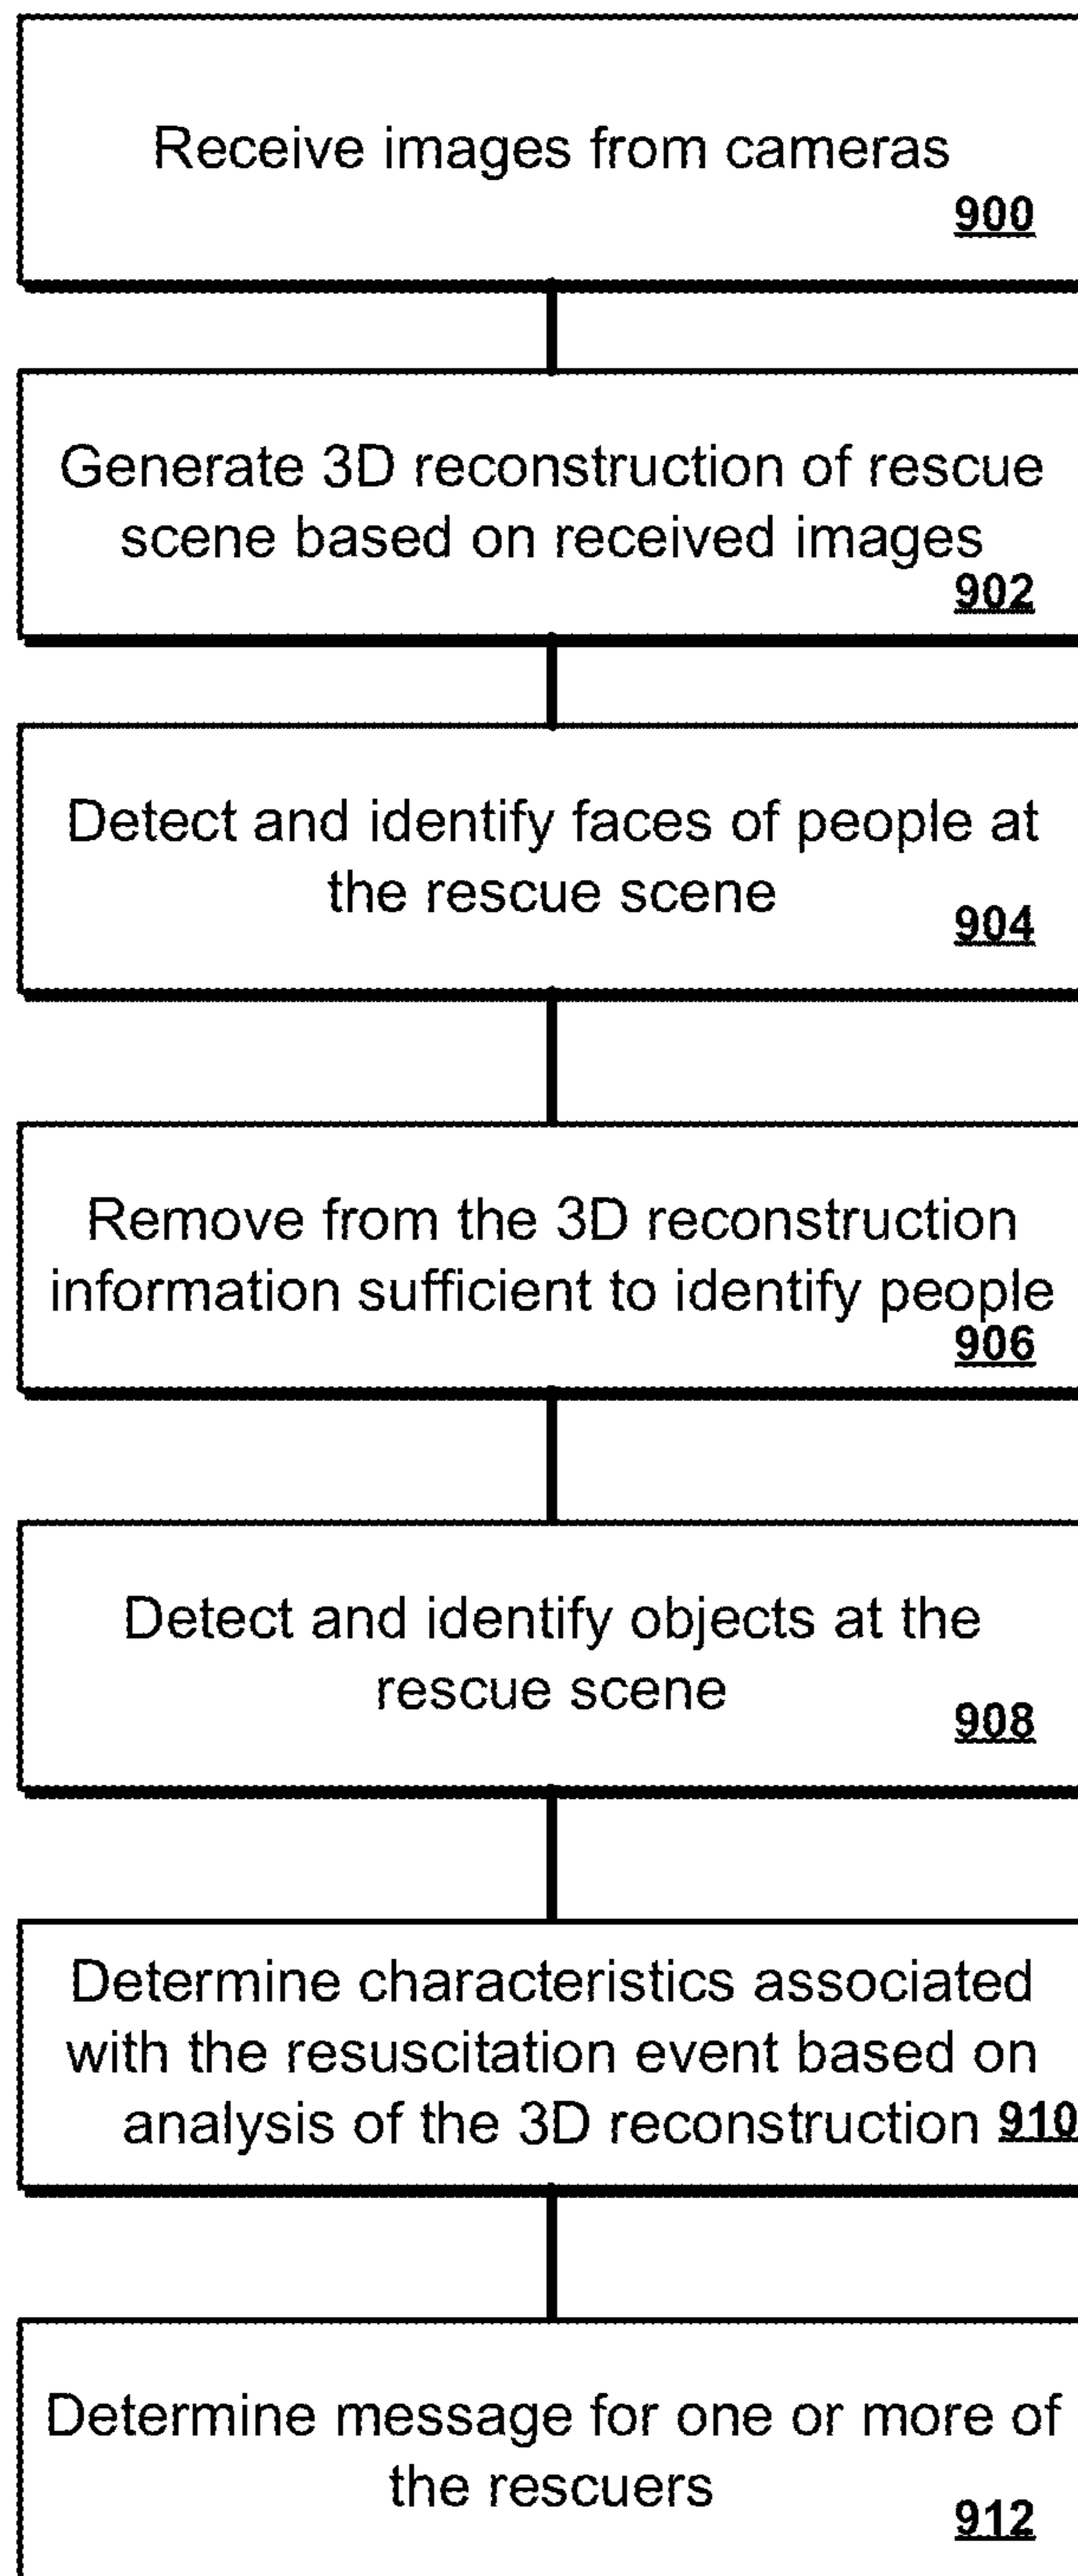 Receive images from cameras
900
Generate 3D reconstruction of rescue
scene based on received images
902
Detect and identify faces of people at
the rescue scene
904
Remove from the 3D reconstruction
information sufficient to identify people
906
Detect and identify objects at the
rescue scene
908
Determine characteristics associated
with the resuscitation event based on
analysis of the 3D reconstruction 910
Determine message for one or more of
the rescuers
912